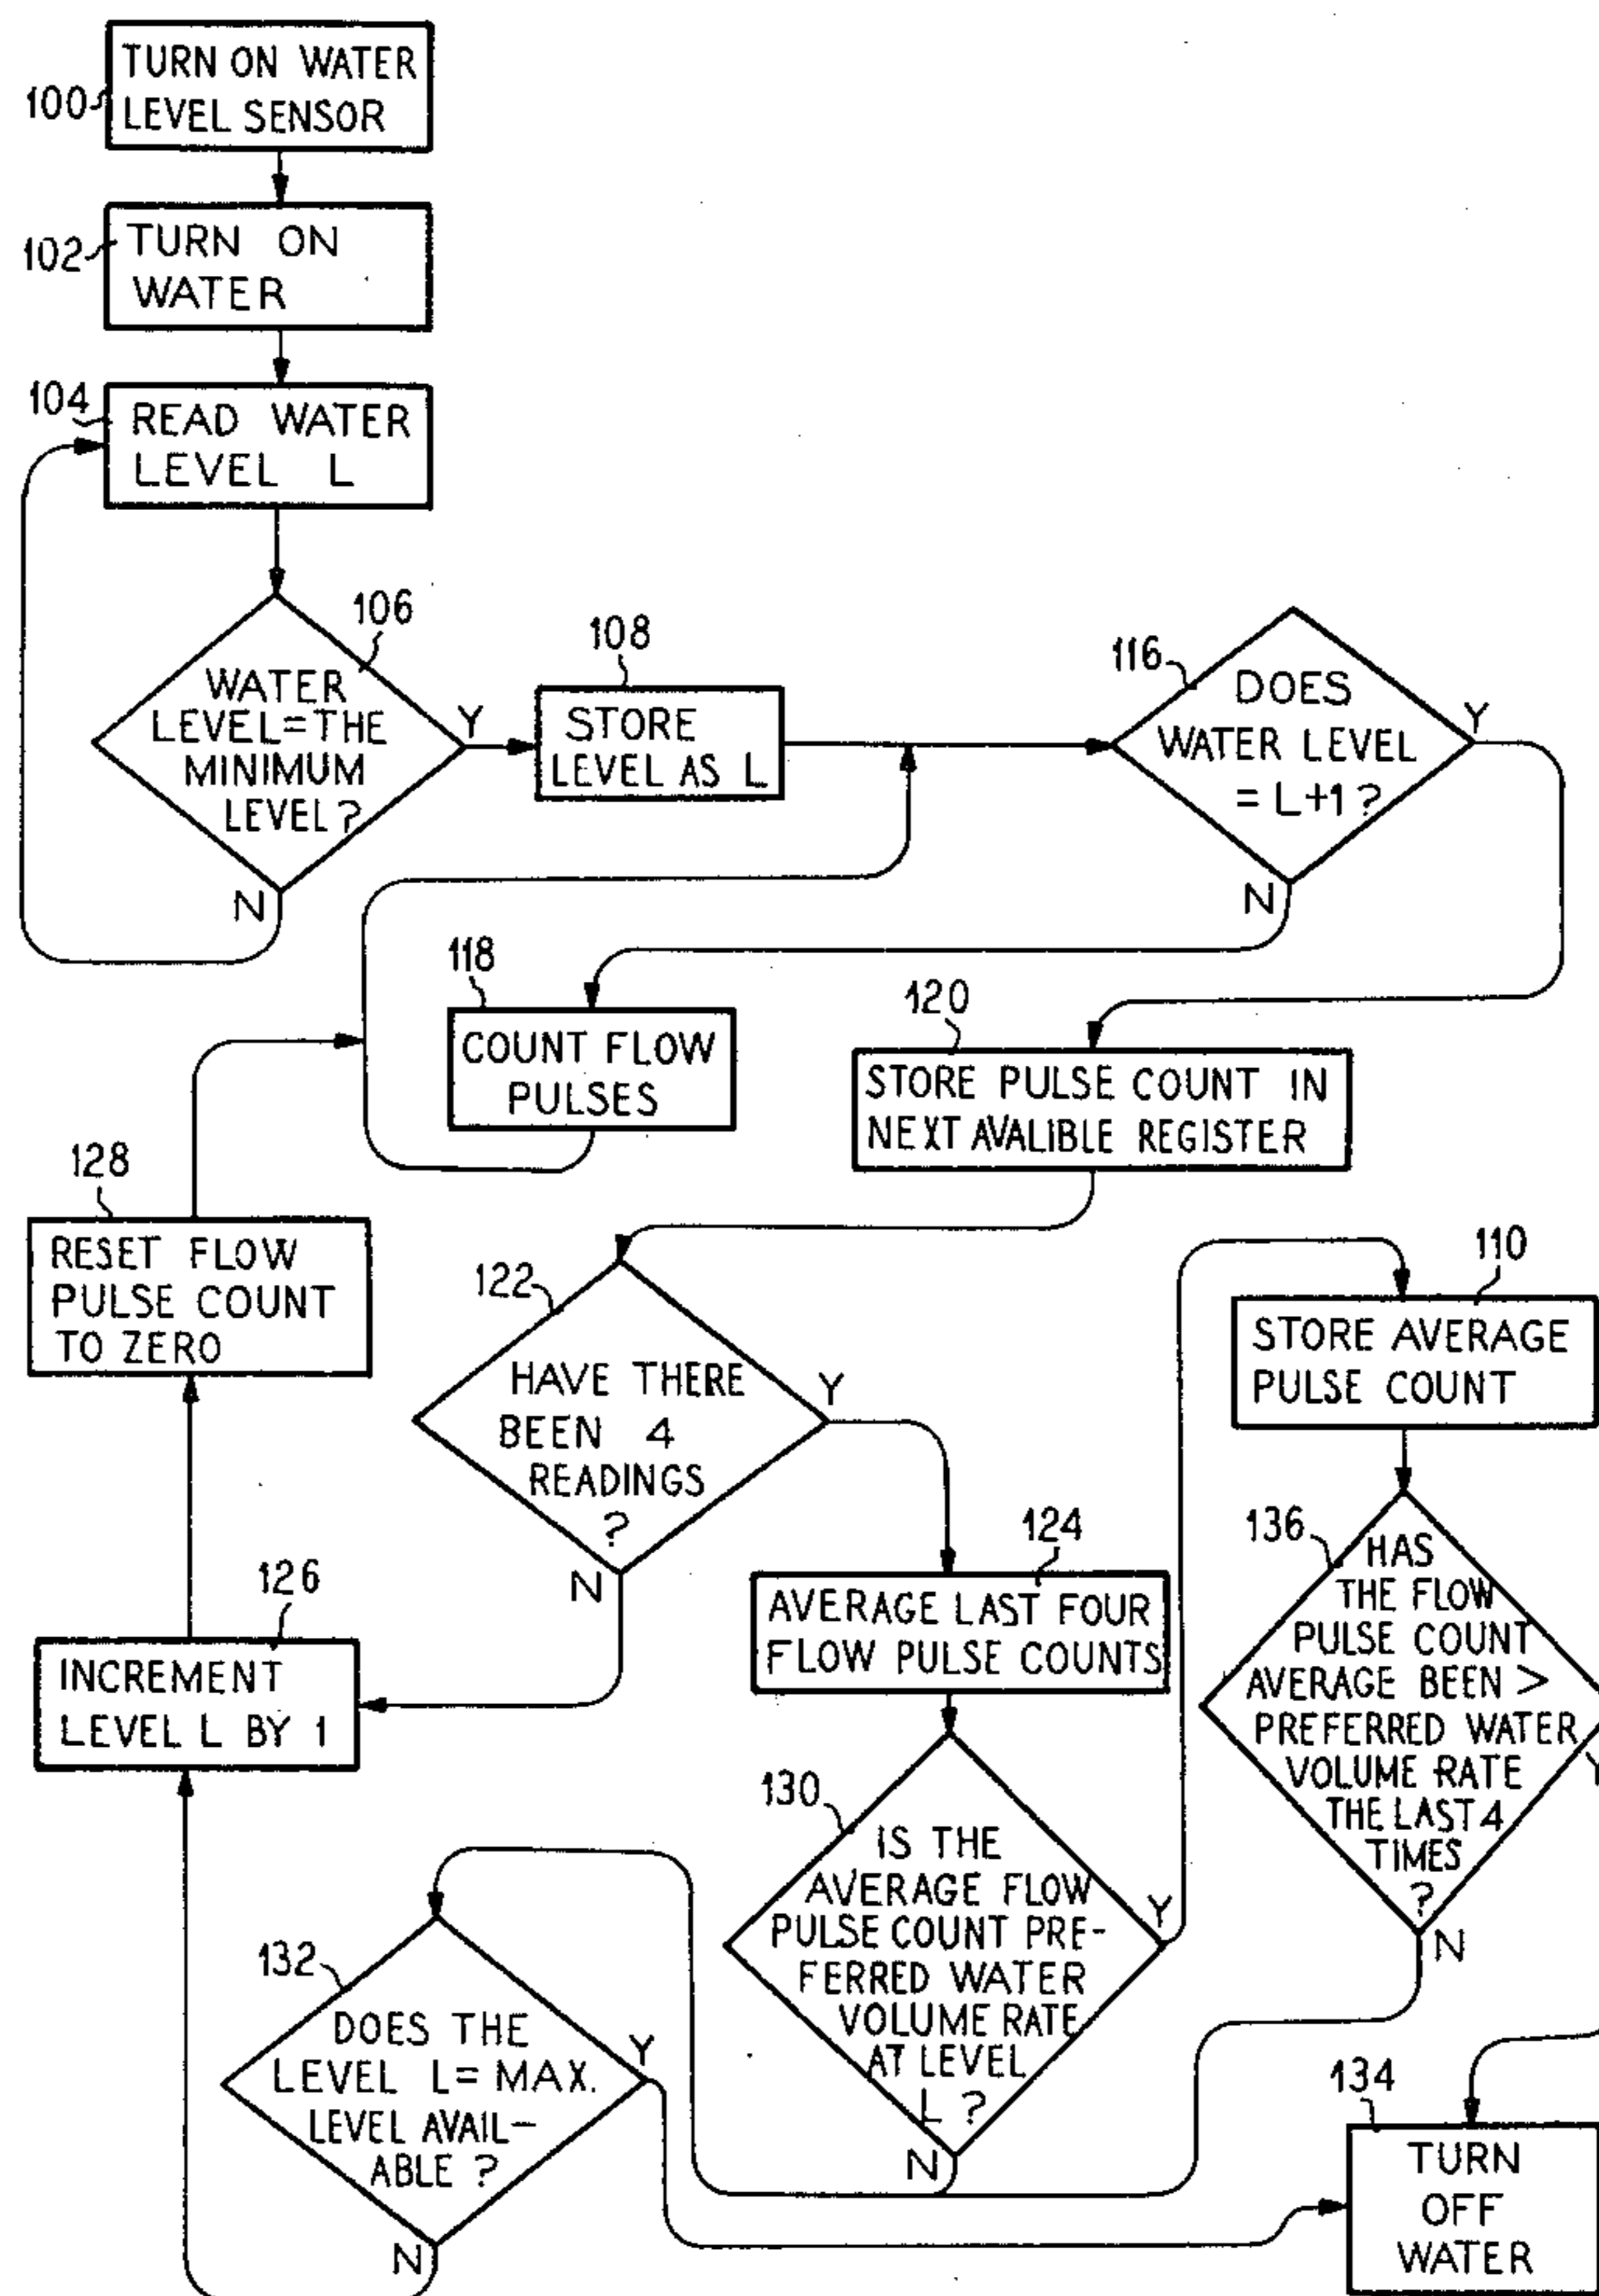 TURN ON WATER
LEVEL SENSOR
100
TURN ON
WATER
102
104
READ WATER
LEVEL L
106
WATER
LEVEL=THE
MINIMUM
LEVEL?
Y
N
108
STORE
LEVEL AS L
116
DOES
WATER LEVEL
= L+1?
Y
N
118
COUNT FLOW
PULSES
120
STORE PULSE COUNT IN
NEXT AVALIBLE REGISTER
128
RESET FLOW
PULSE COUNT
TO ZERO
122
HAVE THERE
BEEN 4
READINGS
?
Y
N
110
STORE AVERAGE
PULSE COUNT
126
INCREMENT
LEVEL L BY 1
124
AVERAGE LAST FOUR
FLOW PULSE COUNTS
136
HAS
THE FLOW
PULSE COUNT
AVERAGE BEEN >
PREFERRED WATER
VOLUME RATE
THE LAST 4
TIMES
?
Y
N
130
IS THE
AVERAGE FLOW
PULSE COUNT PRE-
FERRED WATER
VOLUME RATE
AT LEVEL
L ?
Y
N
132
DOES THE
LEVEL L=MAX.
LEVEL AVAIL-
ABLE ?
Y
N
134
TURN
OFF
WATER